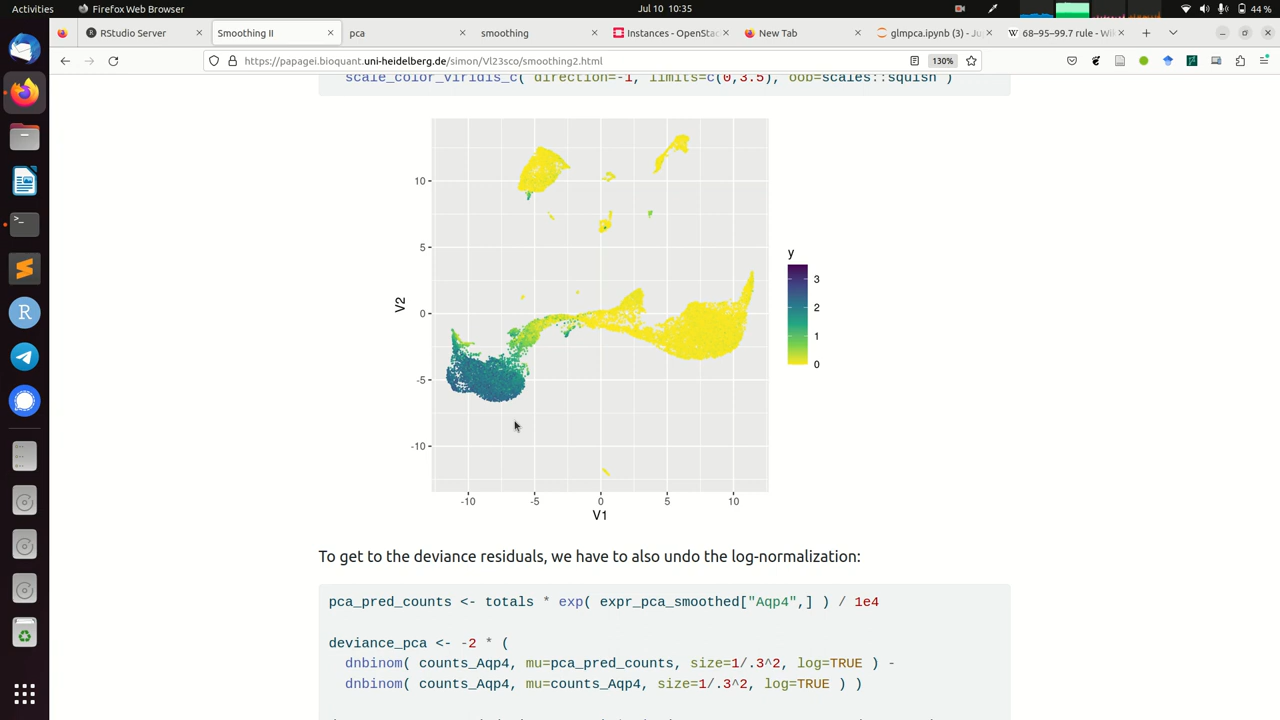 Activities
Firefox Web Browser
Jul 10 10:35
44 %
RStudio Server
Smoothing II
pca
smoothing
Instances - OpenSta
New Tab
glmpca.ipynb (3) - Ju
68–95–99.7 rule - Wi
https://papagei.bioquant.uni-heidelberg.de/simon/Vl23sco/smoothing2.html
130%
scale_color_viridis_c( direction=-1, limits=c(0,3.5), oob=scales::squish )
10
5
0
-5
-10
V2
-10
-5
0
5
10
V1
y
3
2
1
0
To get to the deviance residuals, we have to also undo the log-normalization:
pca_pred_counts <- totals * exp( expr_pca_smoothed["Aqp4",] ) / 1e4
deviance_pca <- -2 * (
dnbinom( counts_Aqp4, mu=pca_pred_counts, size=1/.3^2, log=TRUE ) -
dnbinom( counts_Aqp4, mu=counts_Aqp4, size=1/.3^2, log=TRUE ) )